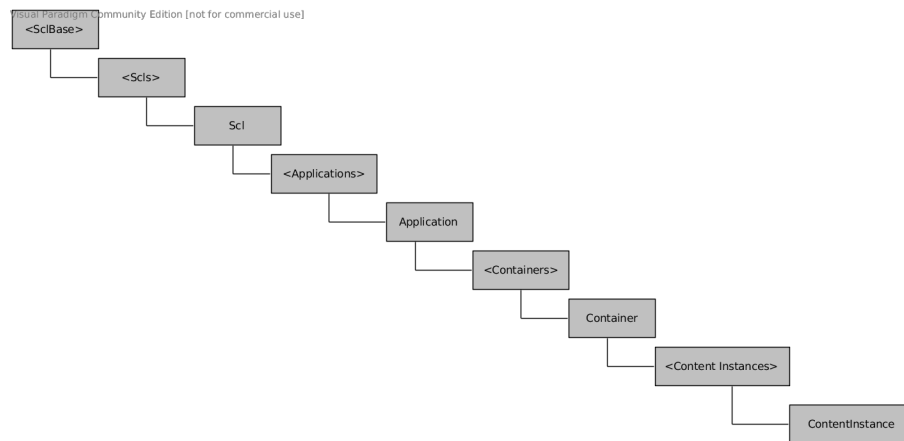 Visual Paradigm Community Edition [not for commercial use]
<SclBase>
<Scls>
Scl
<Applications>
Application
<Containers>
Container
<Content Instances>
ContentInstance